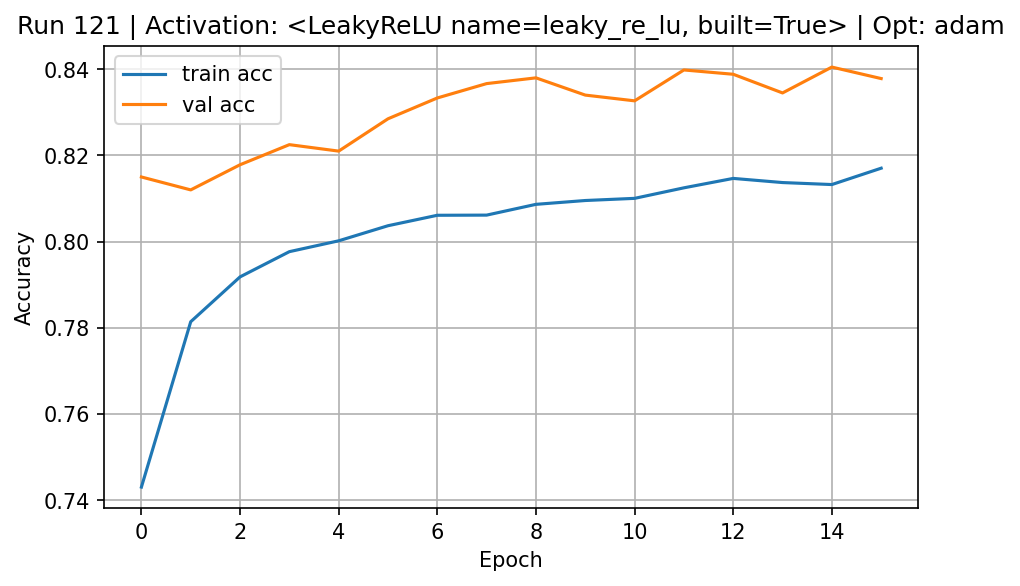 Run 121 | Activation: <LeakyReLU name=leaky_re_lu, built=True> | Opt: adam
train acc
val acc
0.84
0.82
0.80
0.78
0.76
0.74
Accuracy
0 2 4 6 8 10 12 14
Epoch